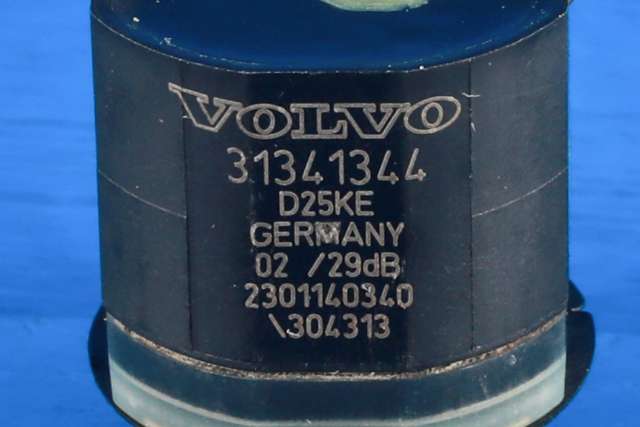 VOLVO
31341344
D25KE
GERMANY
02 /29dB
2301140340
\304313